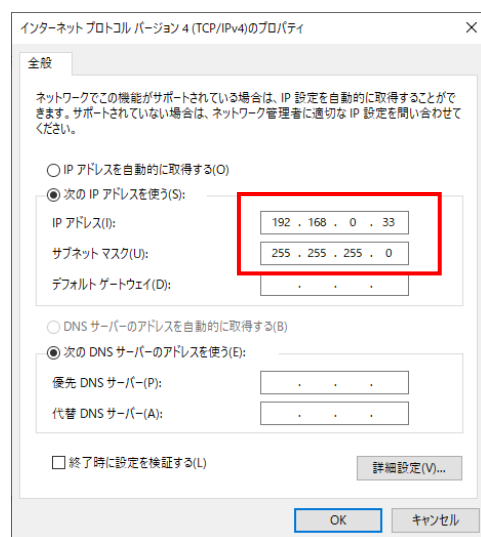 インターネット プロトコル バージョン 4 (TCP/IPv4)のプロパティ
全般
ネットワークでこの機能がサポートされている場合は、IP 設定を自動的に取得することがで
きます。サポートされていない場合は、ネットワーク管理者に適切な IP 設定を問い合わせて
ください。
IP アドレスを自動的に取得する(O)
次の IP アドレスを使う(S):
IP アドレス(I): 192 . 168 . 0 . 33
サブネット マスク(U): 255 . 255 . 255 . 0
デフォルト ゲートウェイ(D): . . .
DNS サーバーのアドレスを自動的に取得する(B)
次の DNS サーバーのアドレスを使う(E):
優先 DNS サーバー(P): . . .
代替 DNS サーバー(A): . . .
終了時に設定を検証する(L)
詳細設定(V)...
OK キャンセル